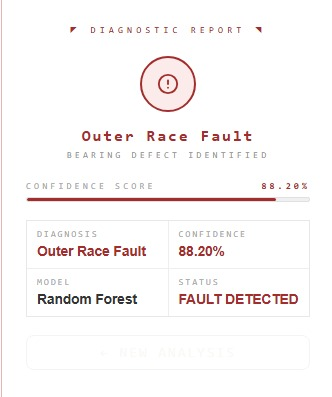 ◤ DIAGNOSTIC REPORT ◥
Outer Race Fault
BEARING DEFECT IDENTIFIED
CONFIDENCE SCORE 88.20%
DIAGNOSIS CONFIDENCE
Outer Race Fault 88.20%
MODEL STATUS
Random Forest FAULT DETECTED
← NEW ANALYSIS